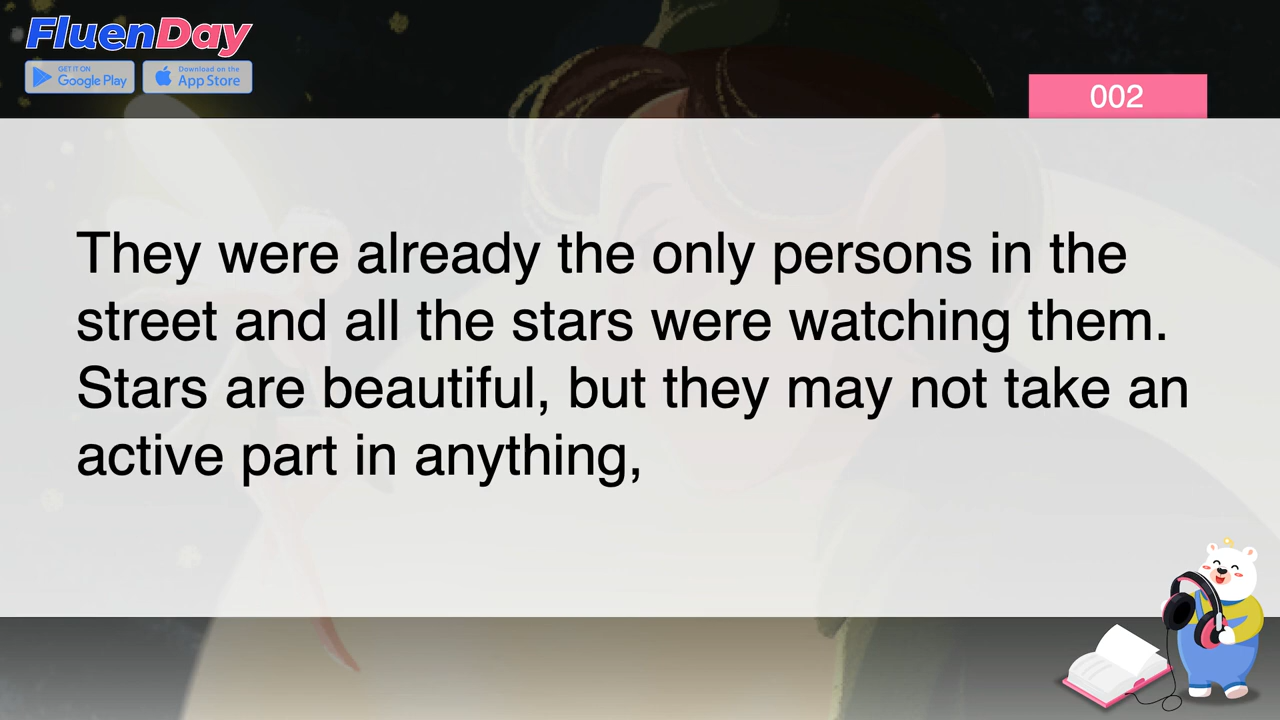 FluenDay
GET IT ON
Google Play
Download on the
App Store
002
They were already the only persons in the
street and all the stars were watching them.
Stars are beautiful, but they may not take an
active part in anything,